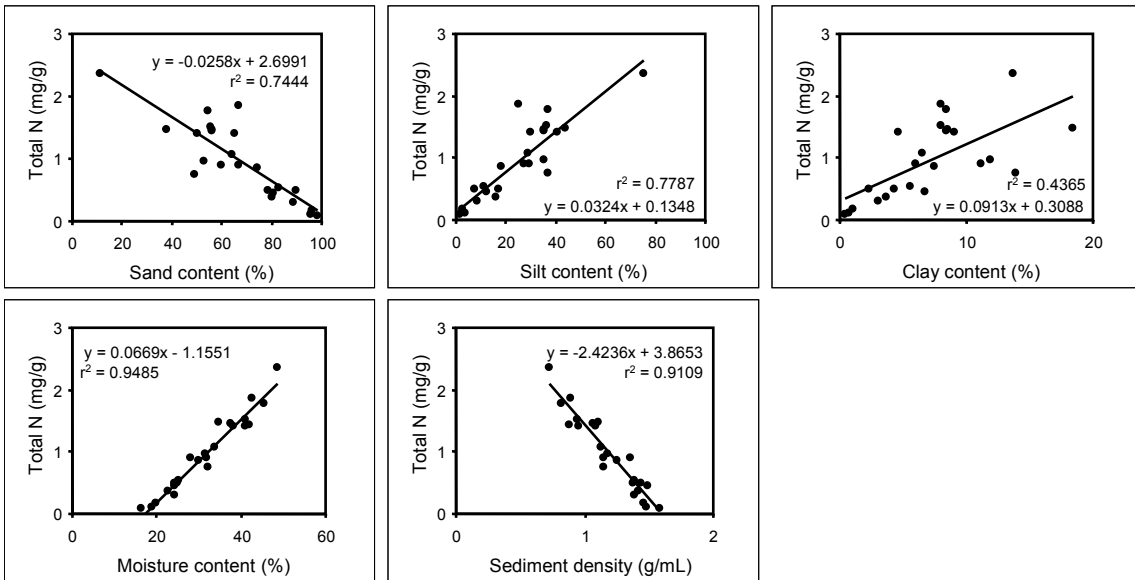 3
2
1
0
Total N (mg/g)
y = -0.0258x + 2.6991
r² = 0.7444
0 20 40 60 80 100
Sand content (%)
3
2
1
0
Total N (mg/g)
r² = 0.7787
y = 0.0324x + 0.1348
0 20 40 60 80 100
Silt content (%)
3
2
1
0
Total N (mg/g)
r² = 0.4365
y = 0.0913x + 0.3088
0 10 20
Clay content (%)
3
2
1
0
Total N (mg/g)
y = 0.0669x - 1.1551
r² = 0.9485
0 20 40 60
Moisture content (%)
3
2
1
0
Total N (mg/g)
y = -2.4236x + 3.8653
r² = 0.9109
0 1 2
Sediment density (g/mL)